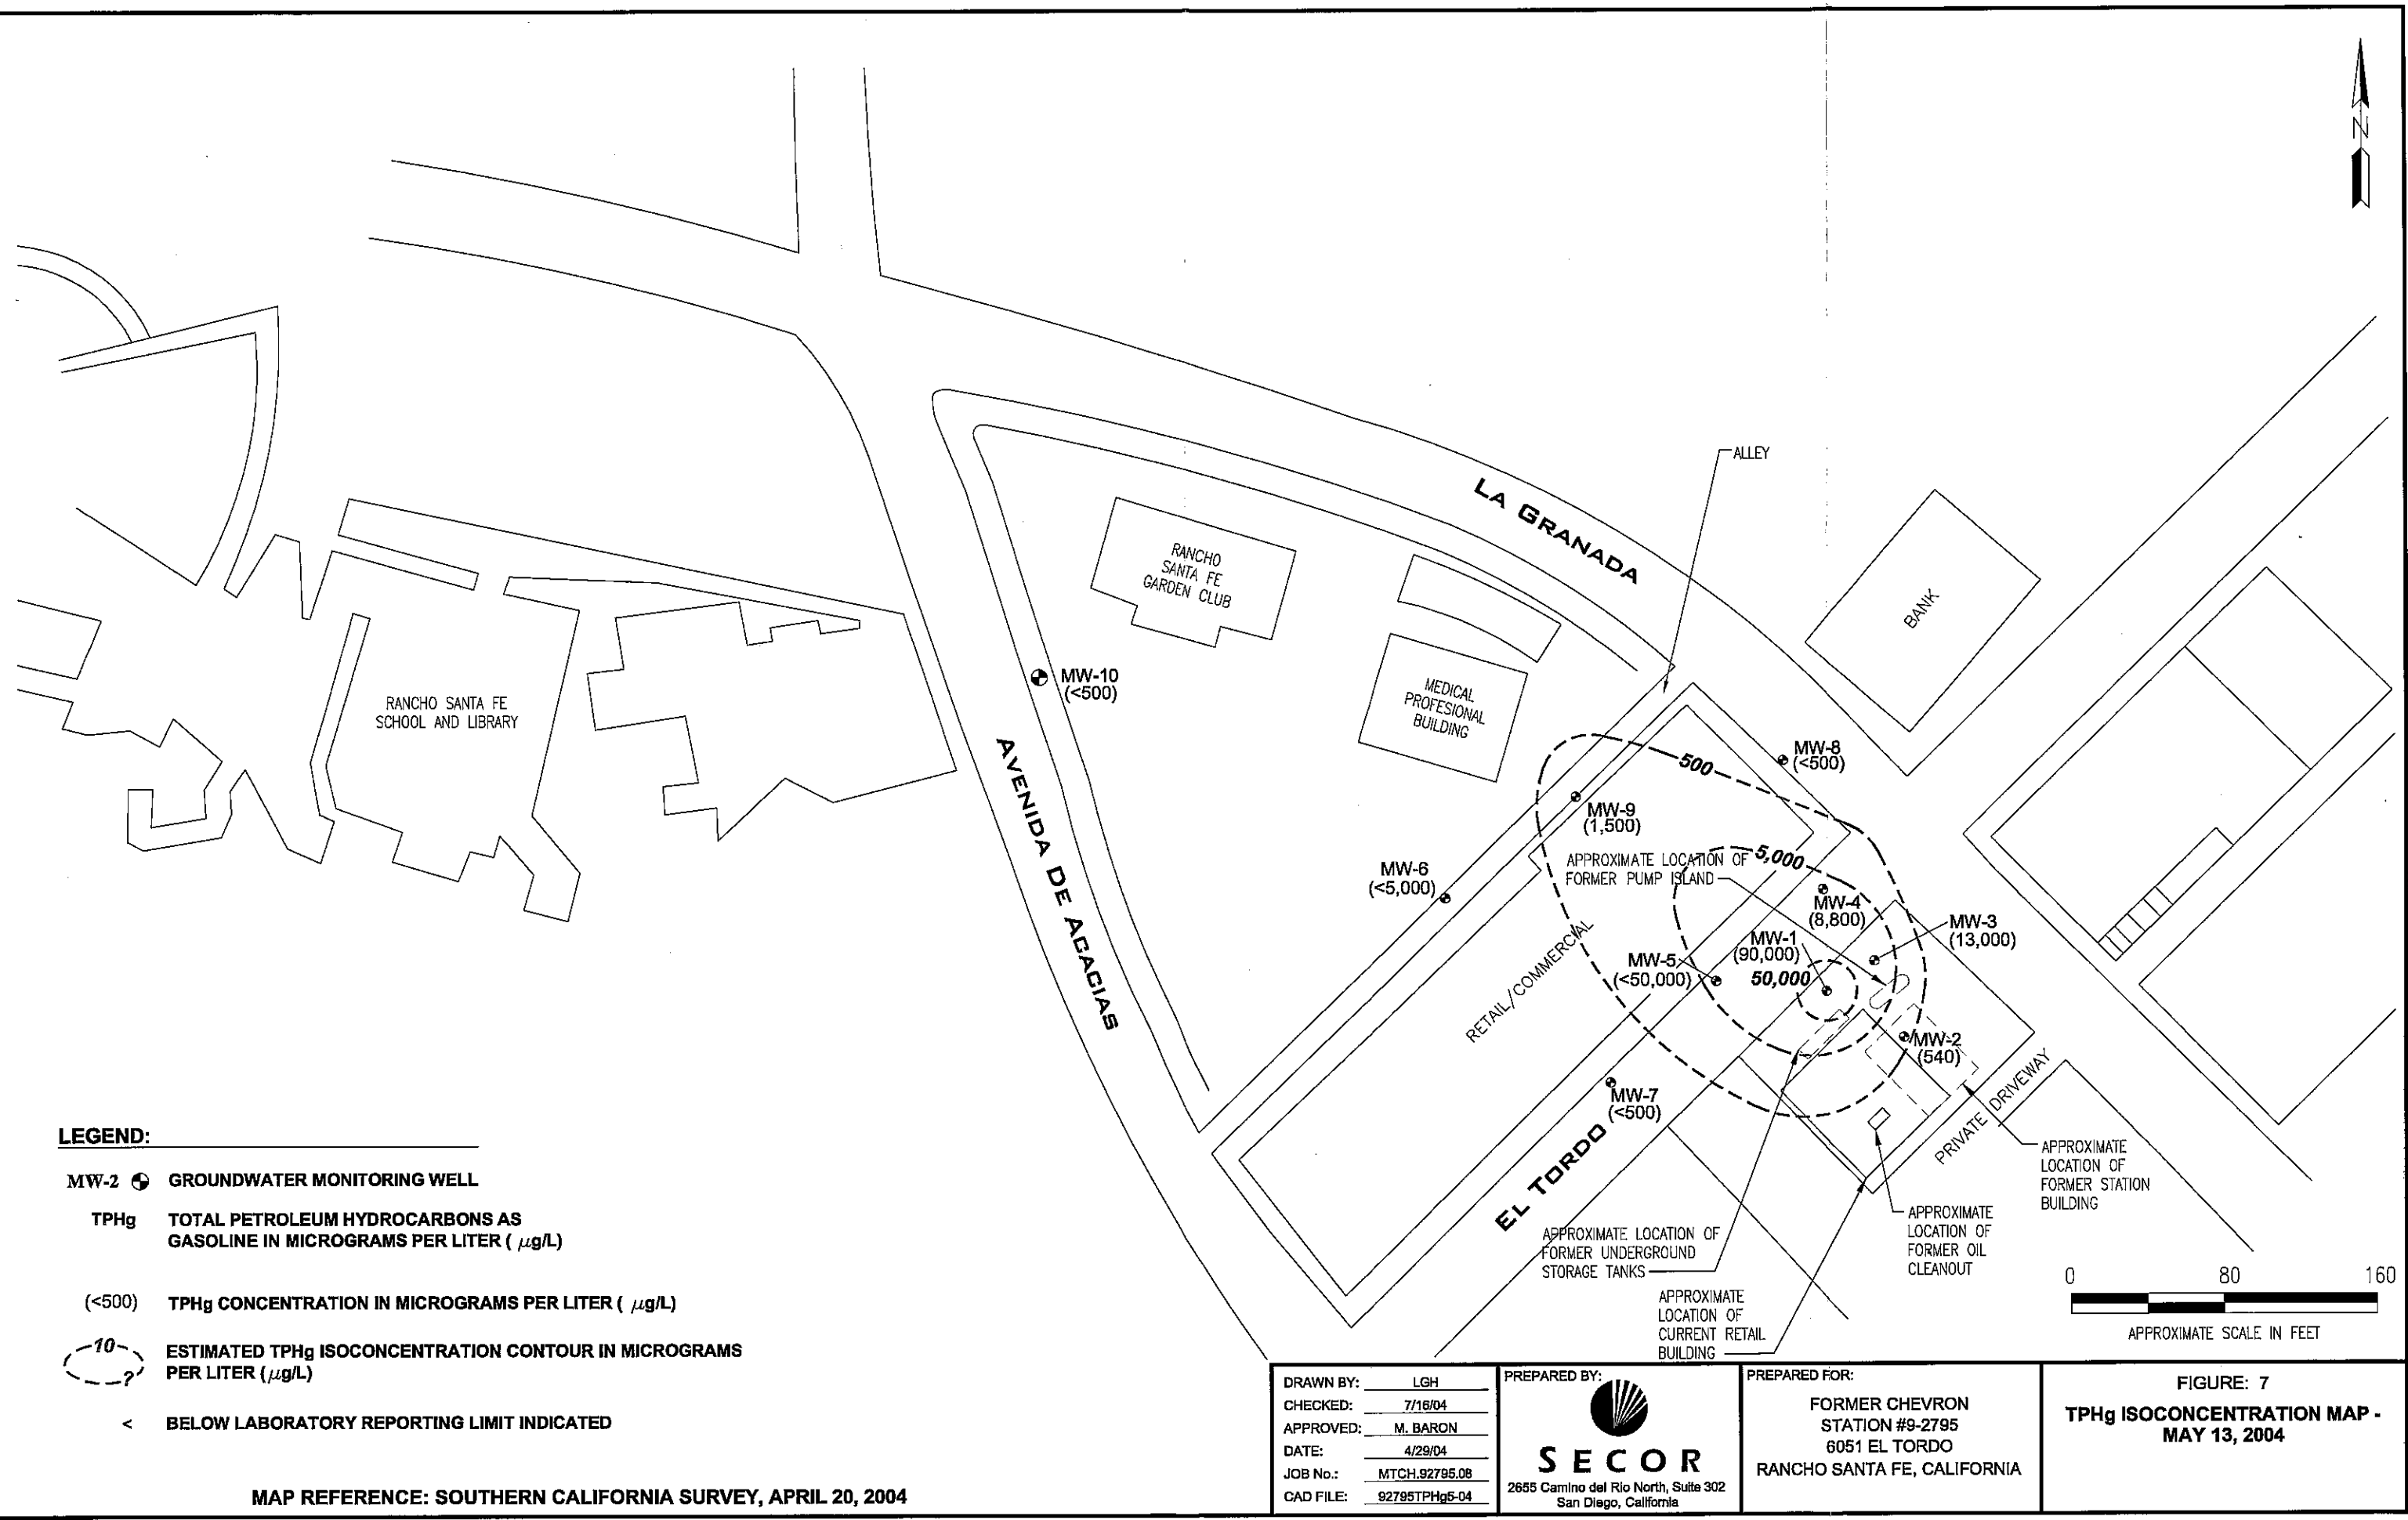 N
ALLEY
LA GRANADA
RANCHO
SANTA FE
GARDEN CLUB
BANK
MEDICAL
PROFESIONAL
BUILDING
MW-10
(<500)
RANCHO SANTA FE
SCHOOL AND LIBRARY
AVENIDA DE ACACIAS
MW-8
(<500)
500
MW-9
(1,500)
MW-6
(<5,000)
APPROXIMATE LOCATION OF
FORMER PUMP ISLAND
5,000
MW-4
(8,800)
MW-3
(13,000)
MW-1
(90,000)
50,000
MW-5
(<50,000)
RETAIL/COMMERCIAL
MW-2
(540)
MW-7
(<500)
EL TORDO
PRIVATE DRIVEWAY
APPROXIMATE
LOCATION OF
FORMER STATION
BUILDING
APPROXIMATE
LOCATION OF
FORMER OIL
CLEANOUT
APPROXIMATE LOCATION OF
FORMER UNDERGROUND
STORAGE TANKS
APPROXIMATE
LOCATION OF
CURRENT RETAIL
BUILDING
0 80 160
APPROXIMATE SCALE IN FEET
LEGEND:
MW-2 GROUNDWATER MONITORING WELL
TPHg TOTAL PETROLEUM HYDROCARBONS AS
GASOLINE IN MICROGRAMS PER LITER ( µg/L)
(<500) TPHg CONCENTRATION IN MICROGRAMS PER LITER ( µg/L)
10 ? ESTIMATED TPHg ISOCONCENTRATION CONTOUR IN MICROGRAMS
PER LITER (µg/L)
< BELOW LABORATORY REPORTING LIMIT INDICATED
MAP REFERENCE: SOUTHERN CALIFORNIA SURVEY, APRIL 20, 2004
DRAWN BY: LGH
CHECKED: 7/16/04
APPROVED: M. BARON
DATE: 4/29/04
JOB No.: MTCH.92795.08
CAD FILE: 92795TPHg5-04
PREPARED BY:
SECOR
2655 Camino del Rio North, Suite 302
San Diego, California
PREPARED FOR:
FORMER CHEVRON
STATION #9-2795
6051 EL TORDO
RANCHO SANTA FE, CALIFORNIA
FIGURE: 7
TPHg ISOCONCENTRATION MAP -
MAY 13, 2004